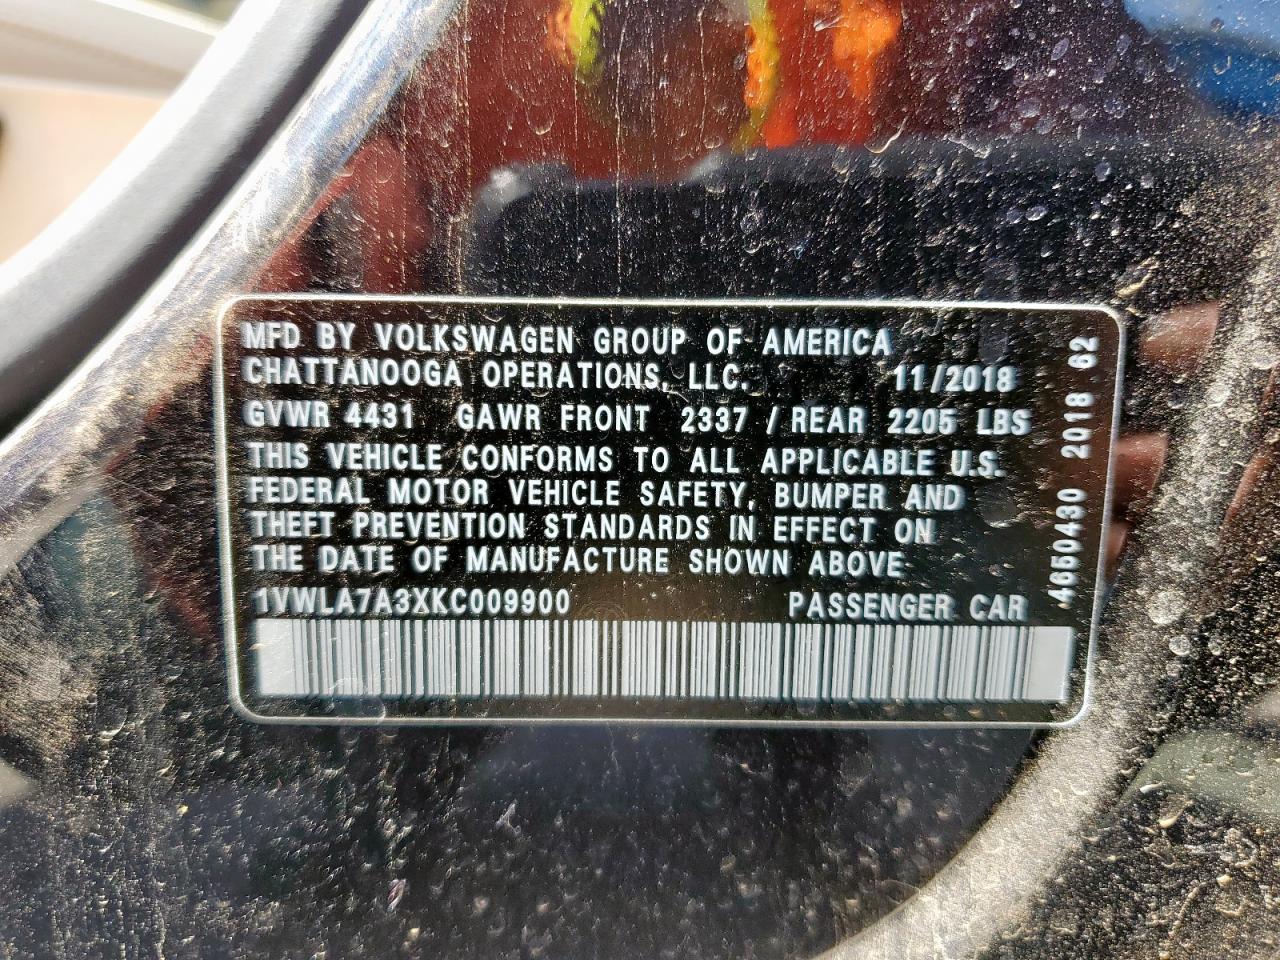 MFD BY VOLKSWAGEN GROUP OF AMERICA
CHATTANOOGA OPERATIONS, LLC. 11/2018
GVWR 4431 GAWR FRONT 2337 / REAR 2205 LBS
THIS VEHICLE CONFORMS TO ALL APPLICABLE U.S.
FEDERAL MOTOR VEHICLE SAFETY, BUMPER AND
THEFT PREVENTION STANDARDS IN EFFECT ON
THE DATE OF MANUFACTURE SHOWN ABOVE
1VWLA7A3XKC009900 PASSENGER CAR
4650430 2018 62